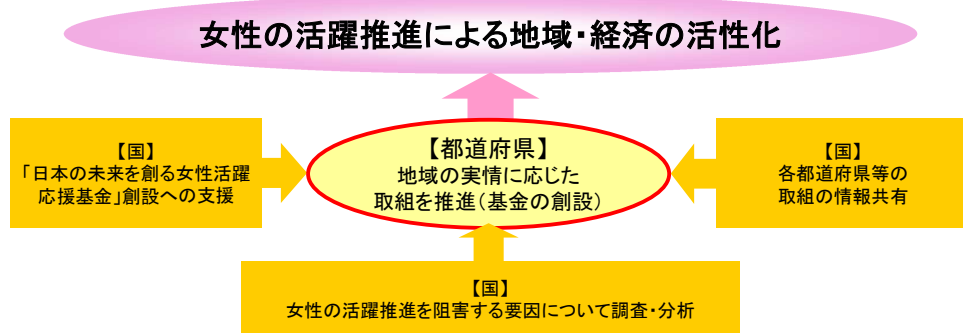 女性の活躍推進による地域・経済の活性化
【国】
「日本の未来を創る女性活躍
応援基金」創設への支援
【都道府県】
地域の実情に応じた
取組を推進（基金の創設）
【国】
各都道府県等の
取組の情報共有
【国】
女性の活躍推進を阻害する要因について調査・分析